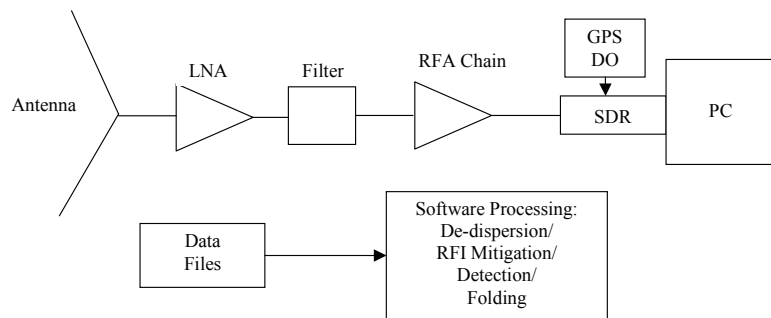 LNA
Filter
RFA Chain
GPS
DO
Antenna
SDR
PC
Data
Files
Software Processing:
De-dispersion/
RFI Mitigation/
Detection/
Folding